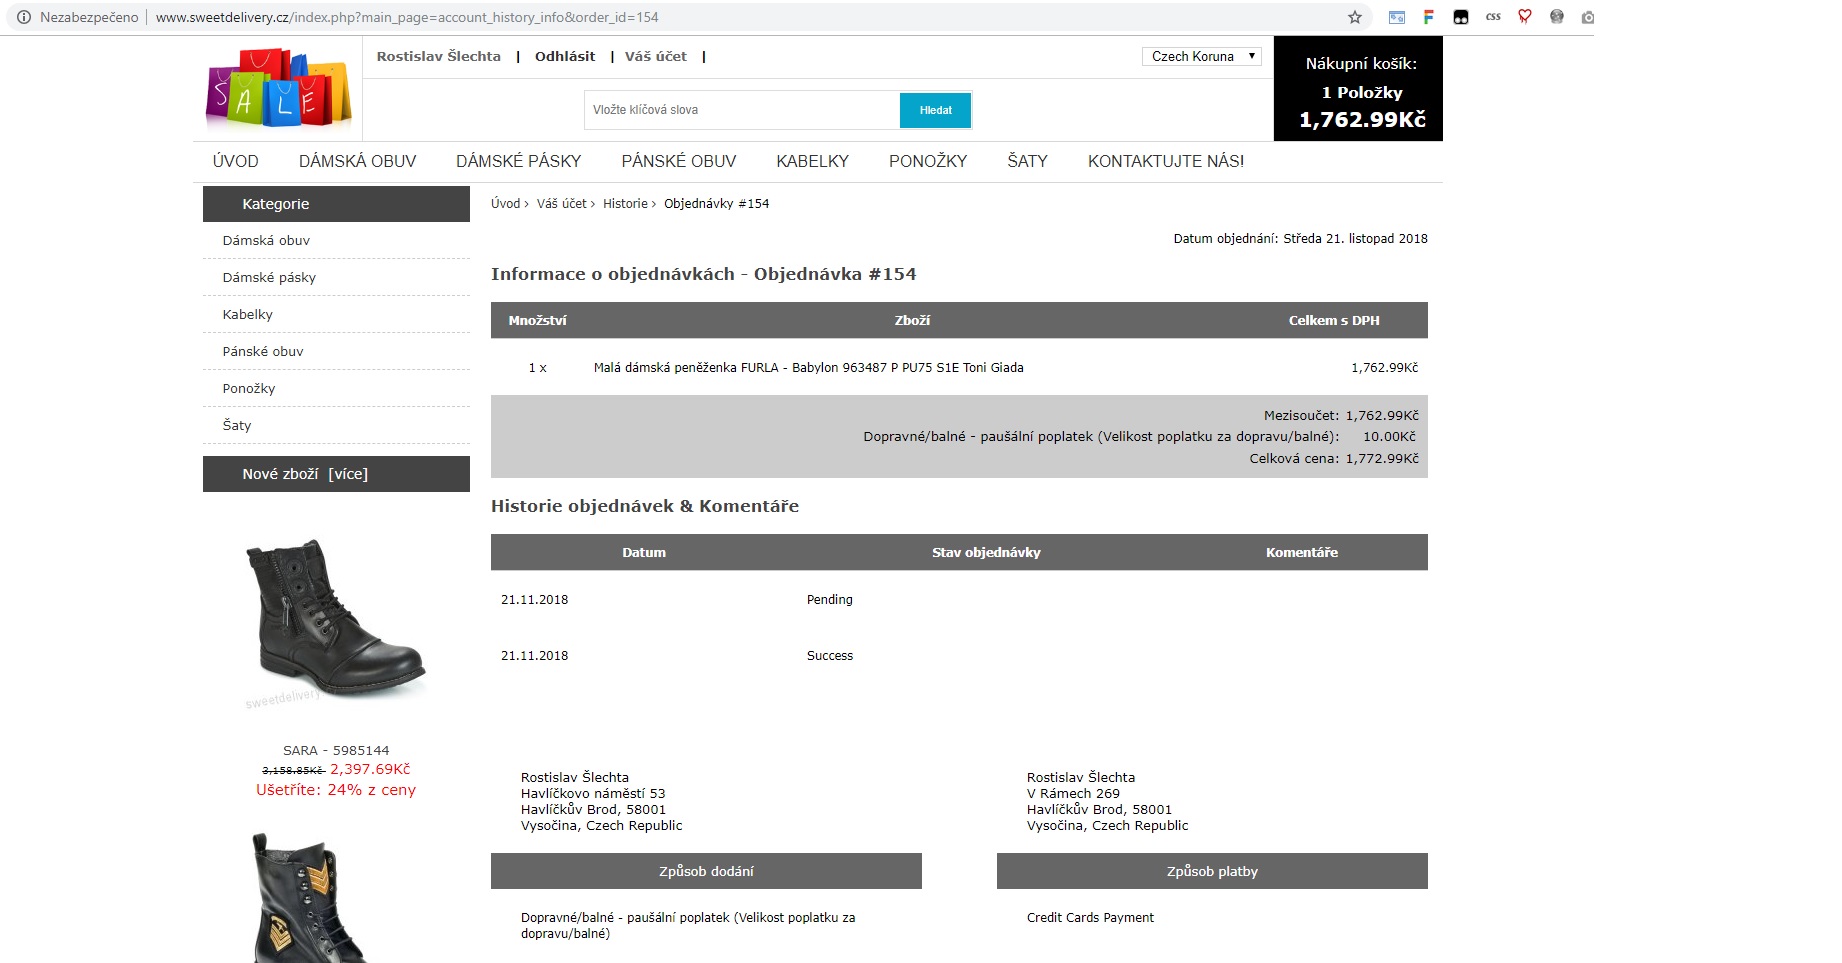 Nezabezpečeno | www.sweetdelivery.cz/index.php?main_page=account_history_info&order_id=154
css
SALE
Rostislav Šlechta | Odhlásit | Váš účet |
Czech Koruna
Nákupní košík:
1 Položky
1,762.99Kč
Vložte klíčová slova
Hledat
ÚVOD DÁMSKÁ OBUV DÁMSKÉ PÁSKY PÁNSKÉ OBUV KABELKY PONOŽKY ŠATY KONTAKTUJTE NÁS!
Kategorie
Dámská obuv
Dámské pásky
Kabelky
Pánské obuv
Ponožky
Šaty
Nové zboží [více]
sweetdelivery
SARA - 5985144
3,158.85Kč 2,397.69Kč
Ušetříte: 24% z ceny
Úvod › Váš účet › Historie › Objednávky #154
Datum objednání: Středa 21. listopad 2018
Informace o objednávkách - Objednávka #154
Množství Zboží Celkem s DPH
1 x Malá dámská peněženka FURLA - Babylon 963487 P PU75 S1E Toni Giada 1,762.99Kč
Mezisoučet: 1,762.99Kč
Dopravné/balné - paušální poplatek (Velikost poplatku za dopravu/balné): 10.00Kč
Celková cena: 1,772.99Kč
Historie objednávek & Komentáře
Datum Stav objednávky Komentáře
21.11.2018 Pending
21.11.2018 Success
Rostislav Šlechta
Havlíčkovo náměstí 53
Havlíčkův Brod, 58001
Vysočina, Czech Republic
Způsob dodání
Dopravné/balné - paušální poplatek (Velikost poplatku za
dopravu/balné)
Rostislav Šlechta
V Rámech 269
Havlíčkův Brod, 58001
Vysočina, Czech Republic
Způsob platby
Credit Cards Payment